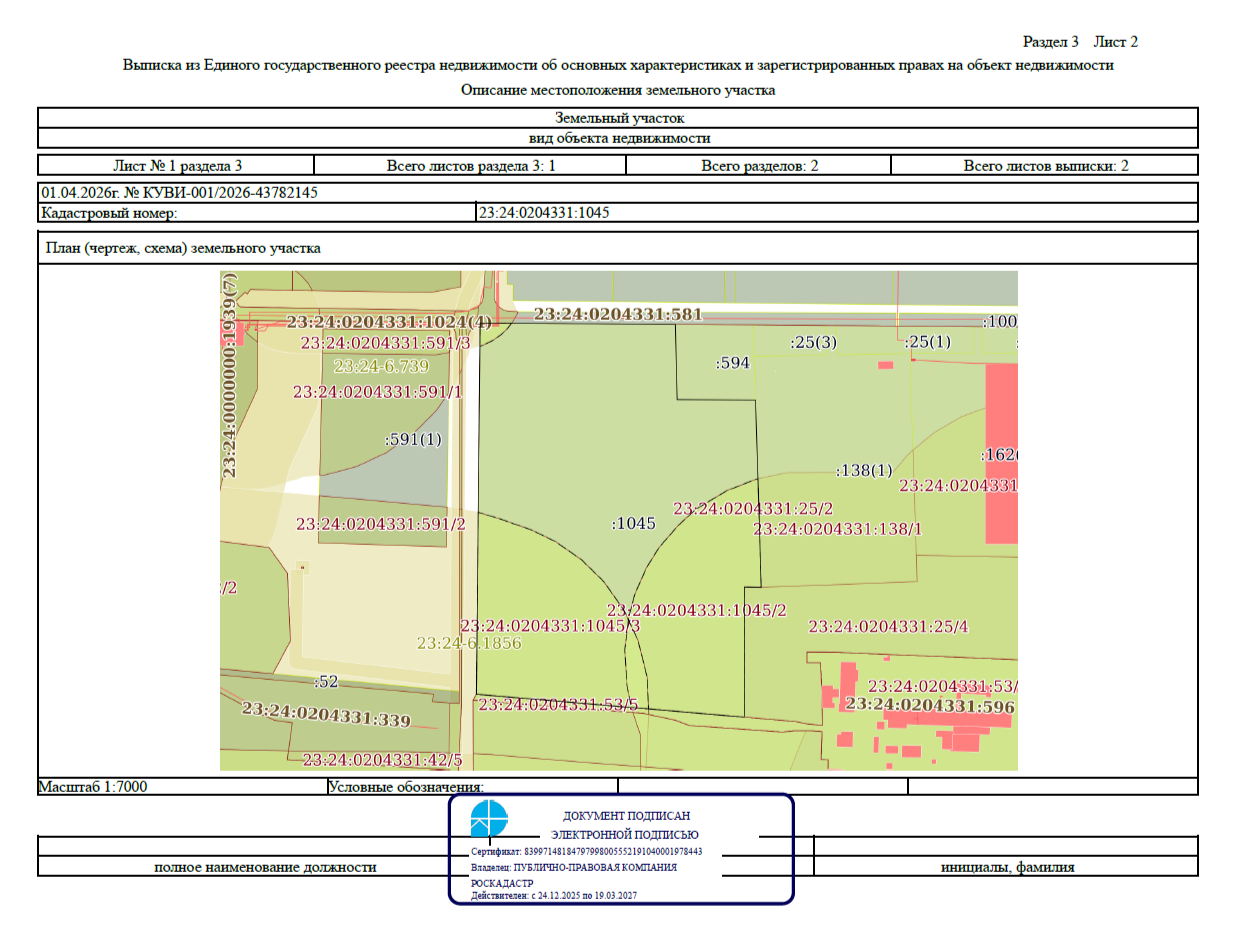 Раздел 3 Лист 2
Выписка из Единого государственного реестра недвижимости об основных характеристиках и зарегистрированных правах на объект недвижимости
Описание местоположения земельного участка
Земельный участок
вид объекта недвижимости
Лист № 1 раздела 3 Всего листов раздела 3: 1 Всего разделов: 2 Всего листов выписки: 2
01.04.2026г. № КУВИ-001/2026-43782145
Кадастровый номер: 23:24:0204331:1045
План (чертеж, схема) земельного участка
23:24:0000000:1939(7)
23:24:0204331:1024(4)
23:24:0204331:581
:100
23:24:0204331:591/3
:25(3)
:25(1)
23:24-6.739
:594
23:24:0204331:591/1
:591(1)
:162(
:138(1)
23:24:0204331
23:24:0204331:25/2
23:24:0204331:591/2
:1045
23:24:0204331:138/1
/2
23:24:0204331:1045/2
23:24:0204331:1045/3
23:24:0204331:25/4
23:24-6.1856
:52
23:24:0204331:53/
23:24:0204331:53/5
23:24:0204331:596
23:24:0204331:339
23:24:0204331:42/5
Масштаб 1:7000 Условные обозначения:
ДОКУМЕНТ ПОДПИСАН
ЭЛЕКТРОННОЙ ПОДПИСЬЮ
Сертификат: 83997148184797998005552191040001978443
Владелец: ПУБЛИЧНО-ПРАВОВАЯ КОМПАНИЯ
РОСКАДАСТР
Действителен: с 24.12.2025 по 19.03.2027
полное наименование должности
инициалы, фамилия